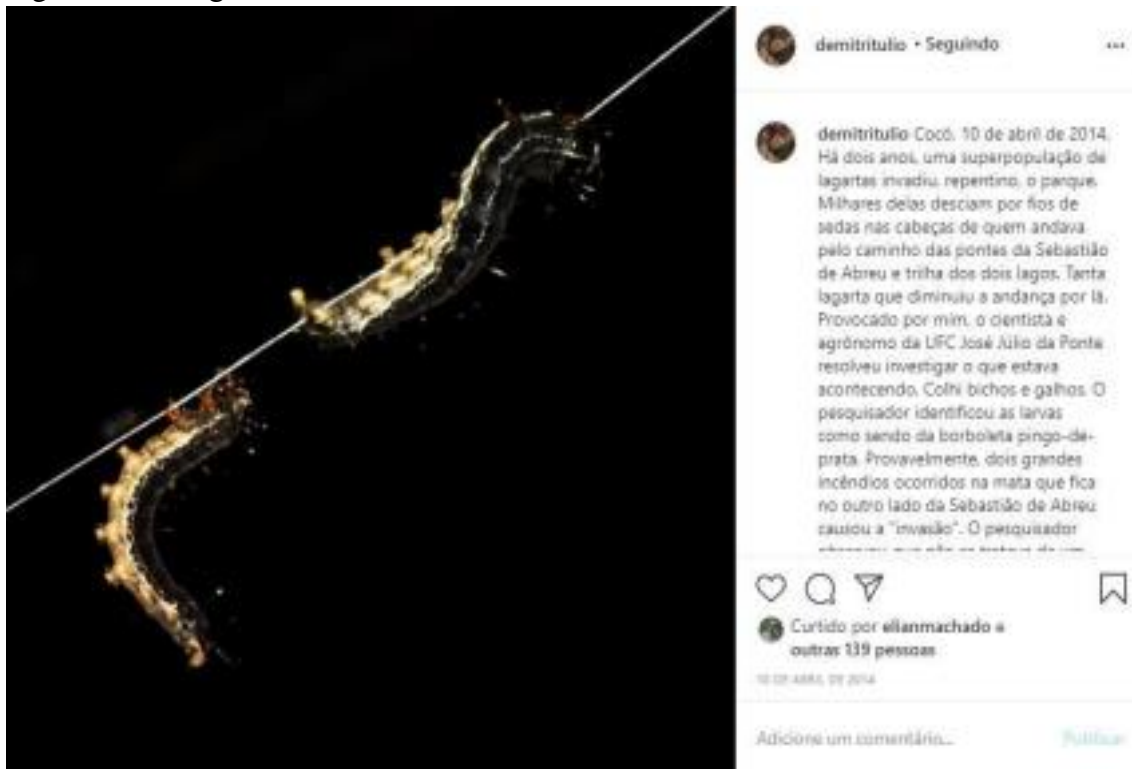 demitritulio • Seguindo
demitritulio Cocó, 10 de abril de 2014.
Há dois anos, uma superpopulação de
lagartas invadiu, repentino, o parque.
Milhares delas desciam por fios de
sedas nas cabeças de quem andava
pelo caminho das pontes da Sebastião
de Abreu e trilha dos dois lagos. Tanta
lagarta que diminuiu a andança por lá.
Provocado por mim, o cientista e
agrônomo da UFC José Júlio da Ponte
resolveu investigar o que estava
acontecendo. Colhi bichos e galhos. O
pesquisador identificou as larvas
como sendo da borboleta pingo-de-
prata. Provavelmente, dois grandes
incêndios ocorridos na mata que fica
no outro lado da Sebastião de Abreu
causou a "invasão". O pesquisador
Curtido por elianmachado e
outras 139 pessoas
10 DE ABRIL DE 2014
Adicione um comentário... Publicar